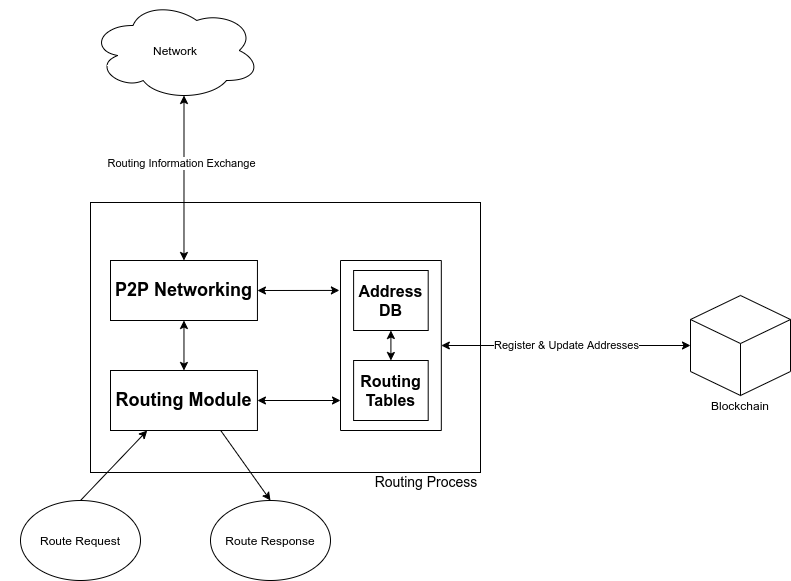 Network
Routing Information Exchange
P2P Networking
Address
DB
Register & Update Addresses
Routing Module
Routing
Tables
Blockchain
Routing Process
Route Request
Route Response